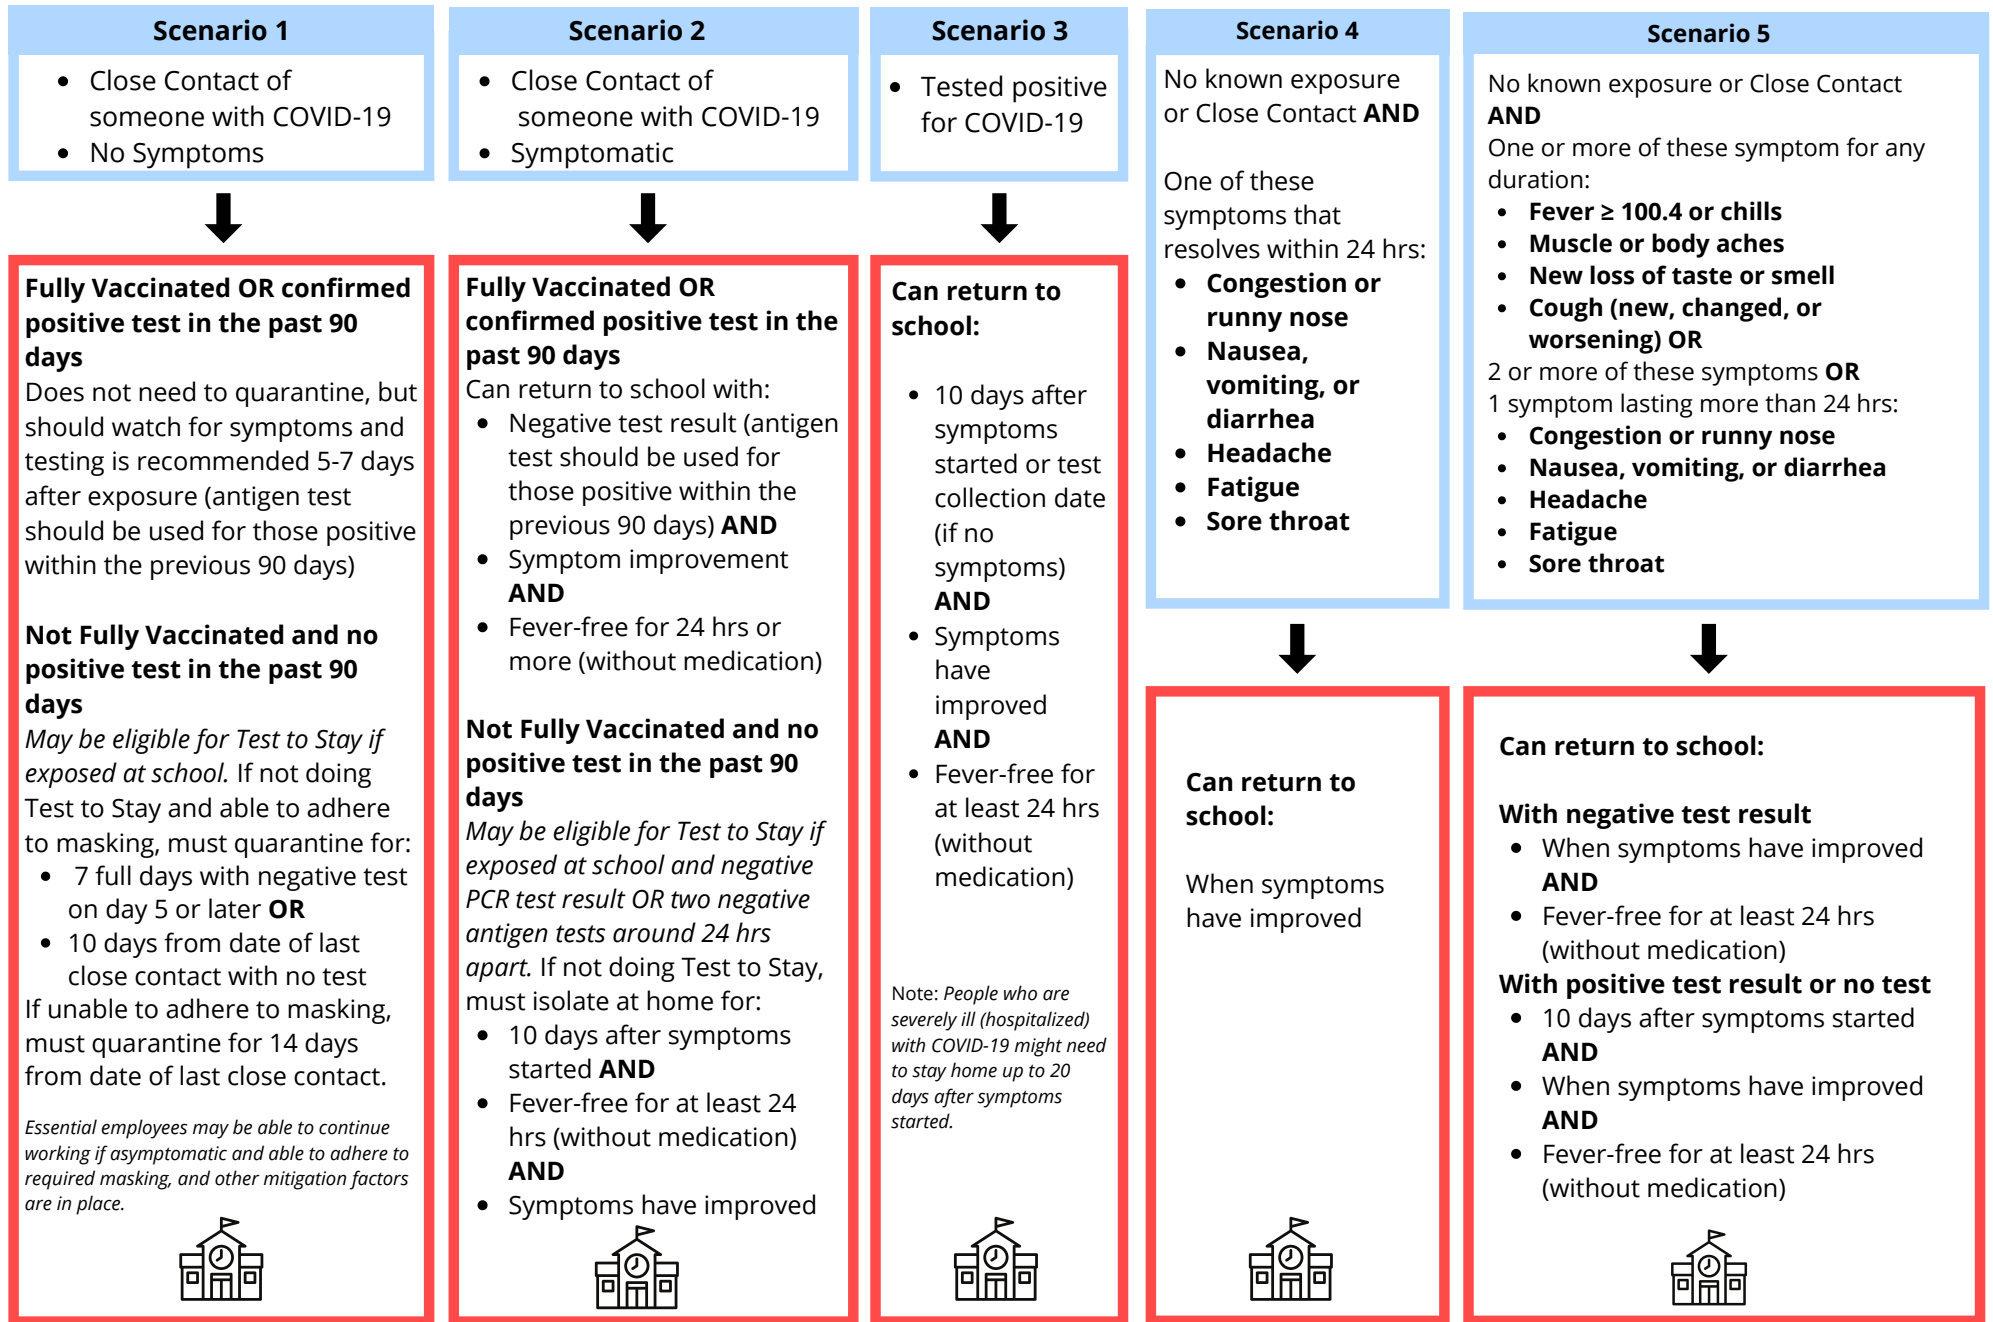 Scenario 1
• Close Contact of
someone with COVID-19
• No Symptoms
Fully Vaccinated OR confirmed
positive test in the past 90
days
Does not need to quarantine, but
should watch for symptoms and
testing is recommended 5-7 days
after exposure (antigen test
should be used for those positive
within the previous 90 days)
Not Fully Vaccinated and no
positive test in the past 90
days
May be eligible for Test to Stay if
exposed at school. If not doing
Test to Stay and able to adhere
to masking, must quarantine for:
• 7 full days with negative test
on day 5 or later OR
• 10 days from date of last
close contact with no test
If unable to adhere to masking,
must quarantine for 14 days
from date of last close contact.
Essential employees may be able to continue
working if asymptomatic and able to adhere to
required masking, and other mitigation factors
are in place.
Scenario 2
• Close Contact of
someone with COVID-19
• Symptomatic
Fully Vaccinated OR
confirmed positive test in the
past 90 days
Can return to school with:
• Negative test result (antigen
test should be used for
those positive within the
previous 90 days) AND
• Symptom improvement
AND
• Fever-free for 24 hrs or
more (without medication)
Not Fully Vaccinated and no
positive test in the past 90
days
May be eligible for Test to Stay if
exposed at school and negative
PCR test result OR two negative
antigen tests around 24 hrs
apart. If not doing Test to Stay,
must isolate at home for:
• 10 days after symptoms
started AND
• Fever-free for at least 24
hrs (without medication)
AND
• Symptoms have improved
Scenario 3
• Tested positive
for COVID-19
Can return to
school:
• 10 days after
symptoms
started or test
collection date
(if no
symptoms)
AND
• Symptoms
have
improved
AND
• Fever-free for
at least 24 hrs
(without
medication)
Note: People who are
severely ill (hospitalized)
with COVID-19 might need
to stay home up to 20
days after symptoms
started.
Scenario 4
No known exposure
or Close Contact AND
One of these
symptoms that
resolves within 24 hrs:
• Congestion or
runny nose
• Nausea,
vomiting, or
diarrhea
• Headache
• Fatigue
• Sore throat
Can return to
school:
When symptoms
have improved
Scenario 5
No known exposure or Close Contact
AND
One or more of these symptom for any
duration:
• Fever ≥ 100.4 or chills
• Muscle or body aches
• New loss of taste or smell
• Cough (new, changed, or
worsening) OR
2 or more of these symptoms OR
1 symptom lasting more than 24 hrs:
• Congestion or runny nose
• Nausea, vomiting, or diarrhea
• Headache
• Fatigue
• Sore throat
Can return to school:
With negative test result
• When symptoms have improved
AND
• Fever-free for at least 24 hrs
(without medication)
With positive test result or no test
• 10 days after symptoms started
AND
• When symptoms have improved
AND
• Fever-free for at least 24 hrs
(without medication)